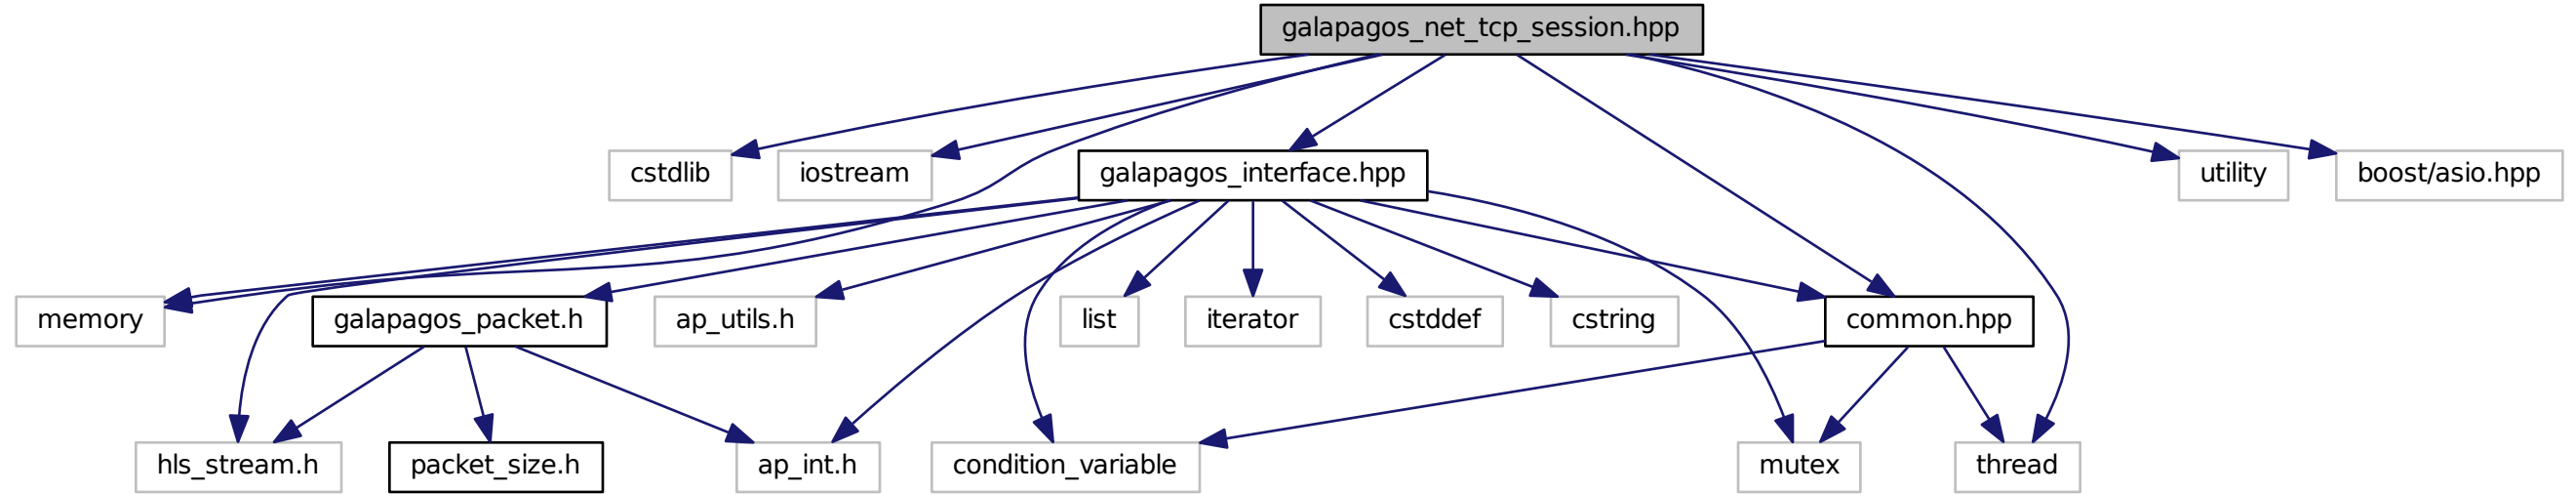 galapagos_net_tcp_session.hpp
cstdlib
iostream
galapagos_interface.hpp
utility
boost/asio.hpp
memory
galapagos_packet.h
ap_utils.h
list
iterator
cstddef
cstring
common.hpp
hls_stream.h
packet_size.h
ap_int.h
condition_variable
mutex
thread